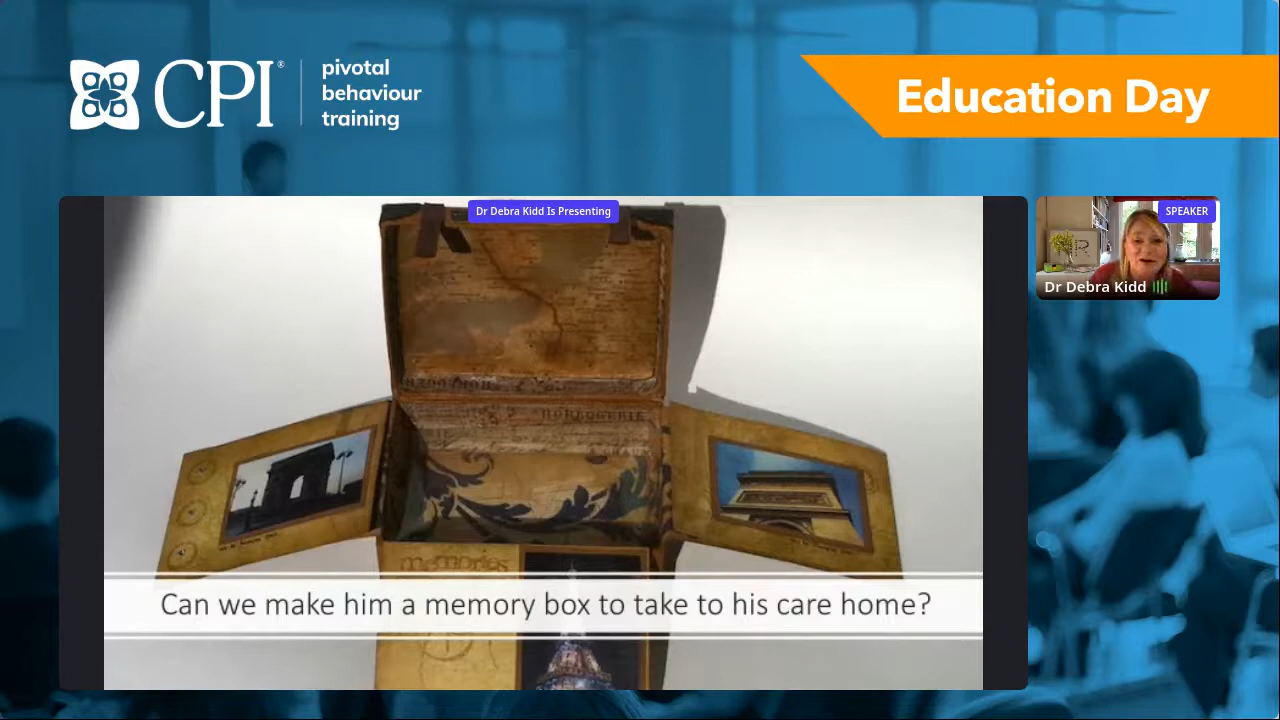 CPI®
pivotal
behaviour
training
Education Day
Dr Debra Kidd Is Presenting
SPEAKER
Dr Debra Kidd
HORLOGERIE
memories
Can we make him a memory box to take to his care home?